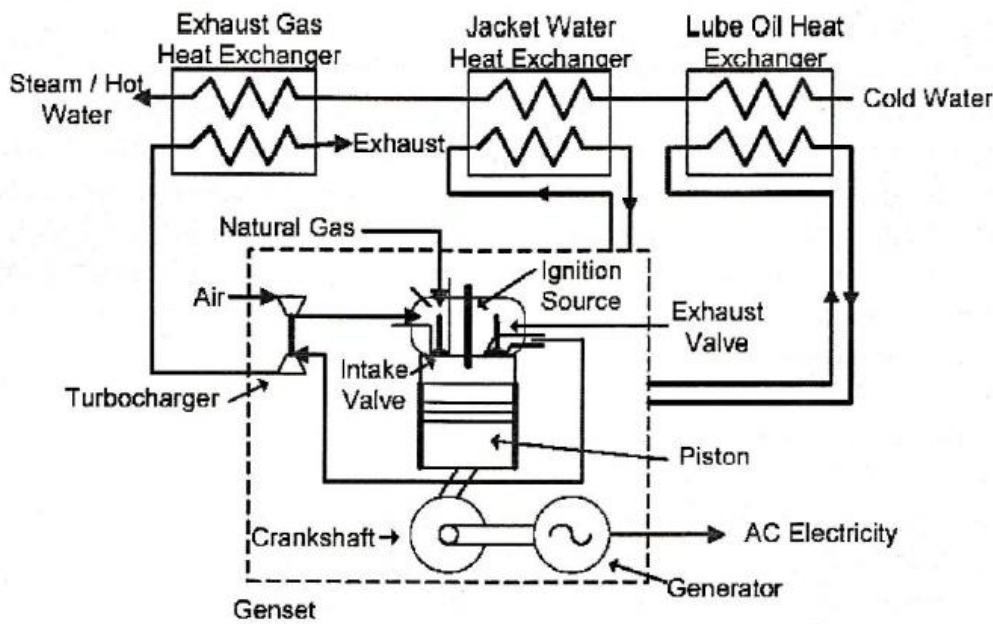 Exhaust Gas
Heat Exchanger
Jacket Water
Heat Exchanger
Lube Oil Heat
Exchanger
Steam / Hot
Water
Cold Water
Exhaust
Natural Gas
Ignition
Source
Air
Exhaust
Valve
Intake
Valve
Turbocharger
Piston
Crankshaft
AC Electricity
Generator
Genset